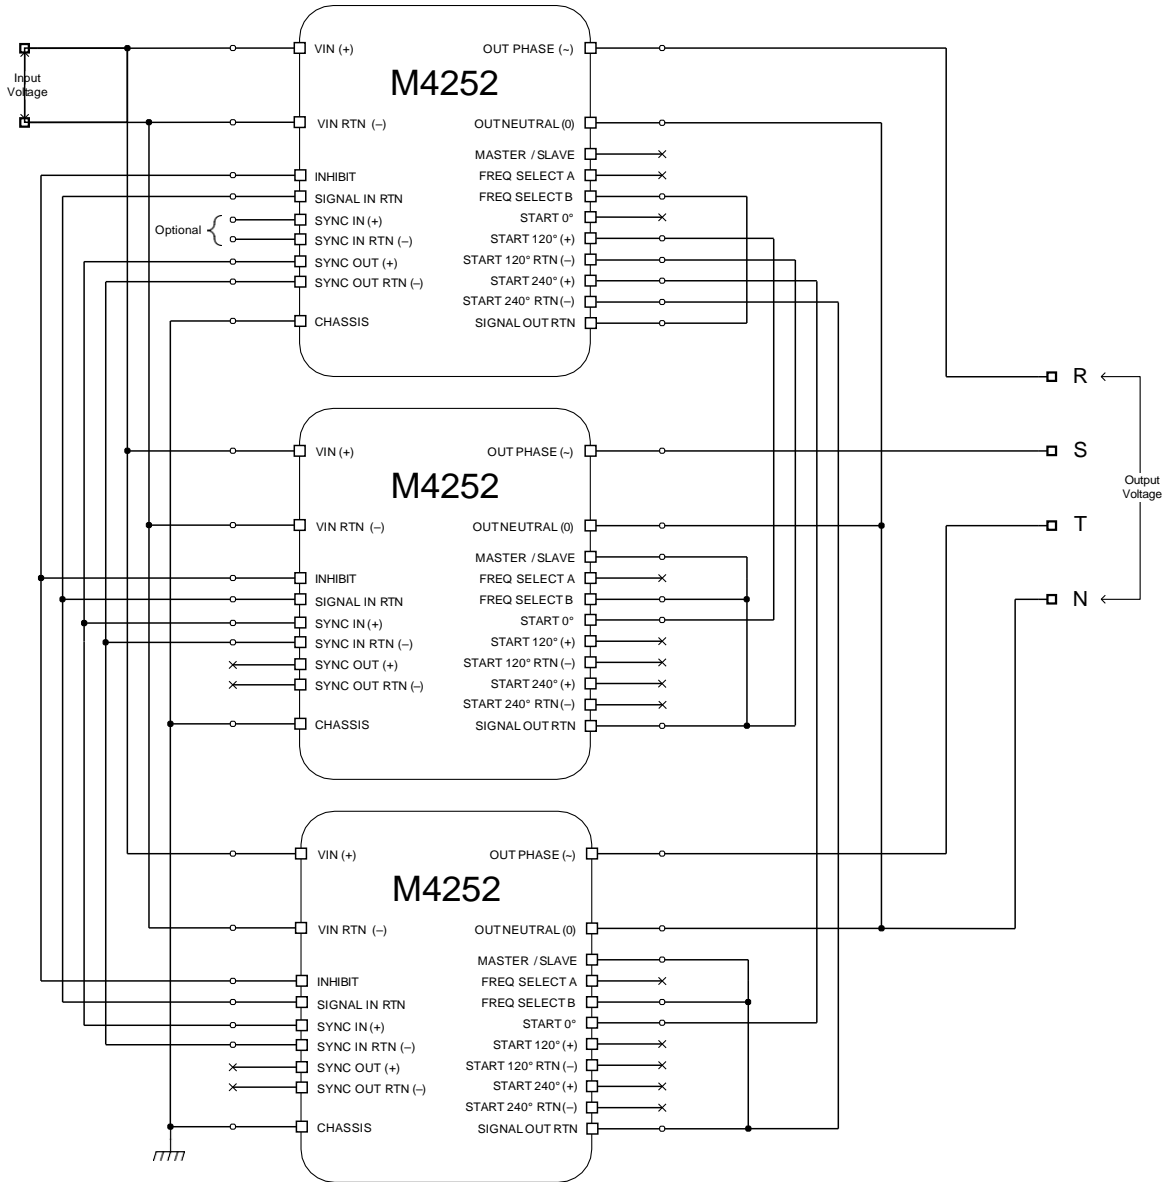 Input
Voltage
VIN (+)
OUT PHASE (~)
M4252
VIN RTN (–)
OUT NEUTRAL (0)
MASTER / SLAVE
INHIBIT
FREQ SELECT A
SIGNAL IN RTN
FREQ SELECT B
Optional
SYNC IN (+)
START 0°
SYNC IN RTN (–)
START 120° (+)
SYNC OUT (+)
START 120° RTN (–)
SYNC OUT RTN (–)
START 240° (+)
START 240° RTN (–)
CHASSIS
SIGNAL OUT RTN
R
S
Output
Voltage
T
N
VIN (+)
OUT PHASE (~)
M4252
VIN RTN (–)
OUT NEUTRAL (0)
MASTER / SLAVE
INHIBIT
FREQ SELECT A
SIGNAL IN RTN
FREQ SELECT B
SYNC IN (+)
START 0°
SYNC IN RTN (–)
START 120° (+)
SYNC OUT (+)
START 120° RTN (–)
SYNC OUT RTN (–)
START 240° (+)
START 240° RTN (–)
CHASSIS
SIGNAL OUT RTN
VIN (+)
OUT PHASE (~)
M4252
VIN RTN (–)
OUT NEUTRAL (0)
MASTER / SLAVE
INHIBIT
FREQ SELECT A
SIGNAL IN RTN
FREQ SELECT B
SYNC IN (+)
START 0°
SYNC IN RTN (–)
START 120° (+)
SYNC OUT (+)
START 120° RTN (–)
SYNC OUT RTN (–)
START 240° (+)
START 240° RTN (–)
CHASSIS
SIGNAL OUT RTN